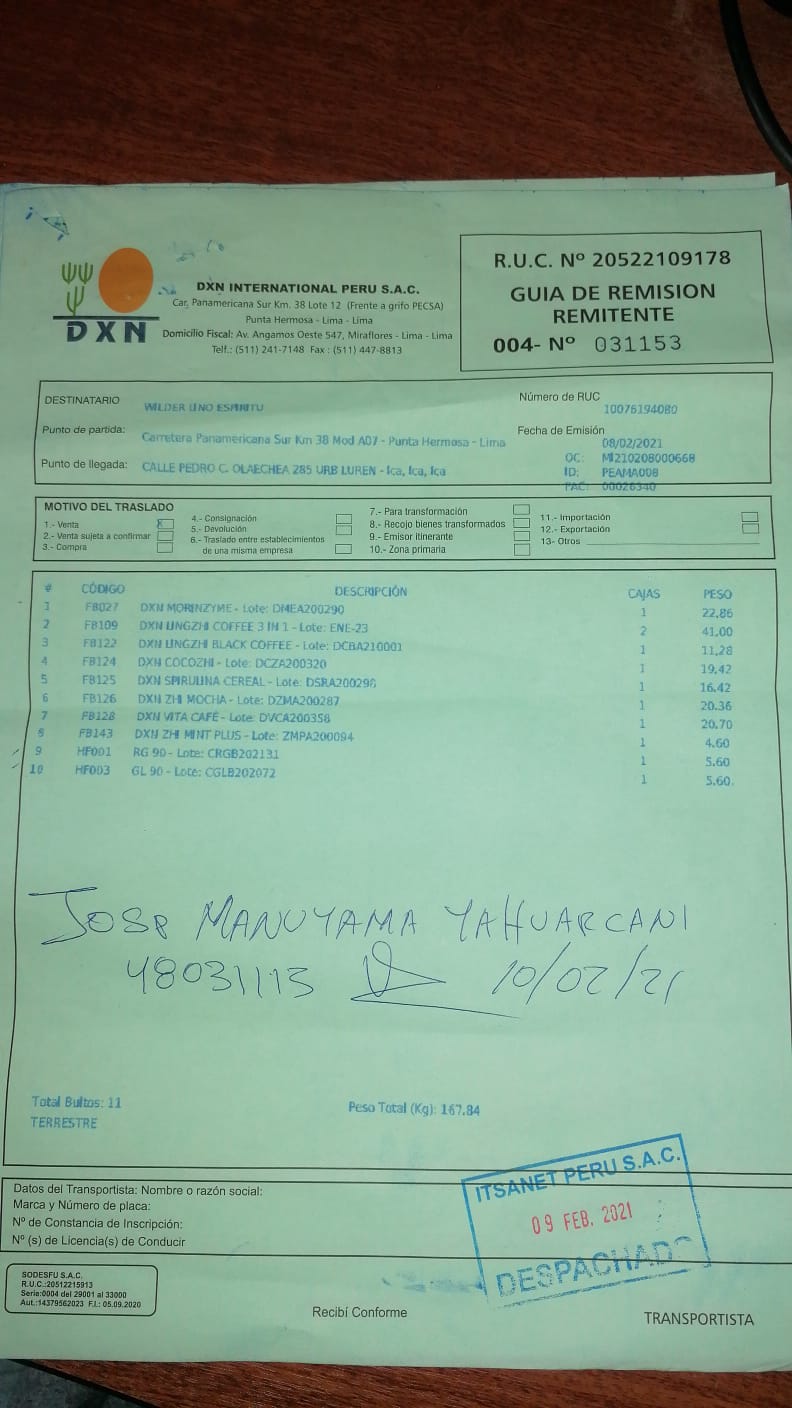 DXN
DXN INTERNATIONAL PERU S.A.C.
Car. Panamericana Sur Km. 38 Lote 12 (Frente a grifo PECSA)
Punta Hermosa - Lima - Lima
Domicilio Fiscal: Av. Angamos Oeste 547, Miraflores - Lima - Lima
Telf.: (511) 241-7148 Fax : (511) 447-8813
R.U.C. Nº 20522109178
GUIA DE REMISION
REMITENTE
004- Nº 031153
DESTINATARIO WILDER LINO ESPIRITU
Número de RUC 10076194080
Punto de partida: Carretera Panamericana Sur Km 38 Mod A07 - Punta Hermosa - Lima
Fecha de Emisión 08/02/2021
Punto de llegada: CALLE PEDRO C. OLAECHEA 285 URB LUREN - Ica, Ica, Ica
OC: MI210208000668
ID: PEAMA008
PAC: 00026340
MOTIVO DEL TRASLADO
1.- Venta X
2.- Venta sujeta a confirmar
3.- Compra
4.- Consignación
5.- Devolución
6.- Traslado entre establecimientos
de una misma empresa
7.- Para transformación
8.- Recojo bienes transformados
9.- Emisor itinerante
10.- Zona primaria
11.- Importación
12.- Exportación
13- Otros
# CÓDIGO DESCRIPCIÓN CAJAS PESO
1 FB027 DXN MORINZYME - Lote: DMEA200290 1 22.86
2 FB109 DXN LINGZHI COFFEE 3 IN 1 - Lote: ENE-23 2 41.00
3 FB122 DXN LINGZHI BLACK COFFEE - Lote: DCBA210001 1 11.28
4 FB124 DXN COCOZHI - Lote: DCZA200320 1 19.42
5 FB125 DXN SPIRULINA CEREAL - Lote: DSRA200298 1 16.42
6 FB126 DXN ZHI MOCHA - Lote: DZMA200287 1 20.36
7 FB128 DXN VITA CAFÉ - Lote: DVCA200358 1 20.70
8 FB143 DXN ZHI MINT PLUS - Lote: ZMPA200094 1 4.60
9 HF001 RG 90 - Lote: CRGB202131 1 5.60
10 HF003 GL 90 - Lote: CGLB202072 1 5.60
JOSE MANUYAMA YAHUARCANI
48031113 10/02/21
Total Bultos: 11
Peso Total (Kg): 167.84
TERRESTRE
Datos del Transportista: Nombre o razón social:
Marca y Número de placa:
Nº de Constancia de Inscripción:
Nº (s) de Licencia(s) de Conducir
ITSANET PERU S.A.C.
09 FEB. 2021
DESPACHADO
SODESFU S.A.C.
R.U.C.:20512215913
Serie:0004 del 29001 al 33000
Aut.:14379562023 F.I.: 05.09.2020
Recibí Conforme
TRANSPORTISTA